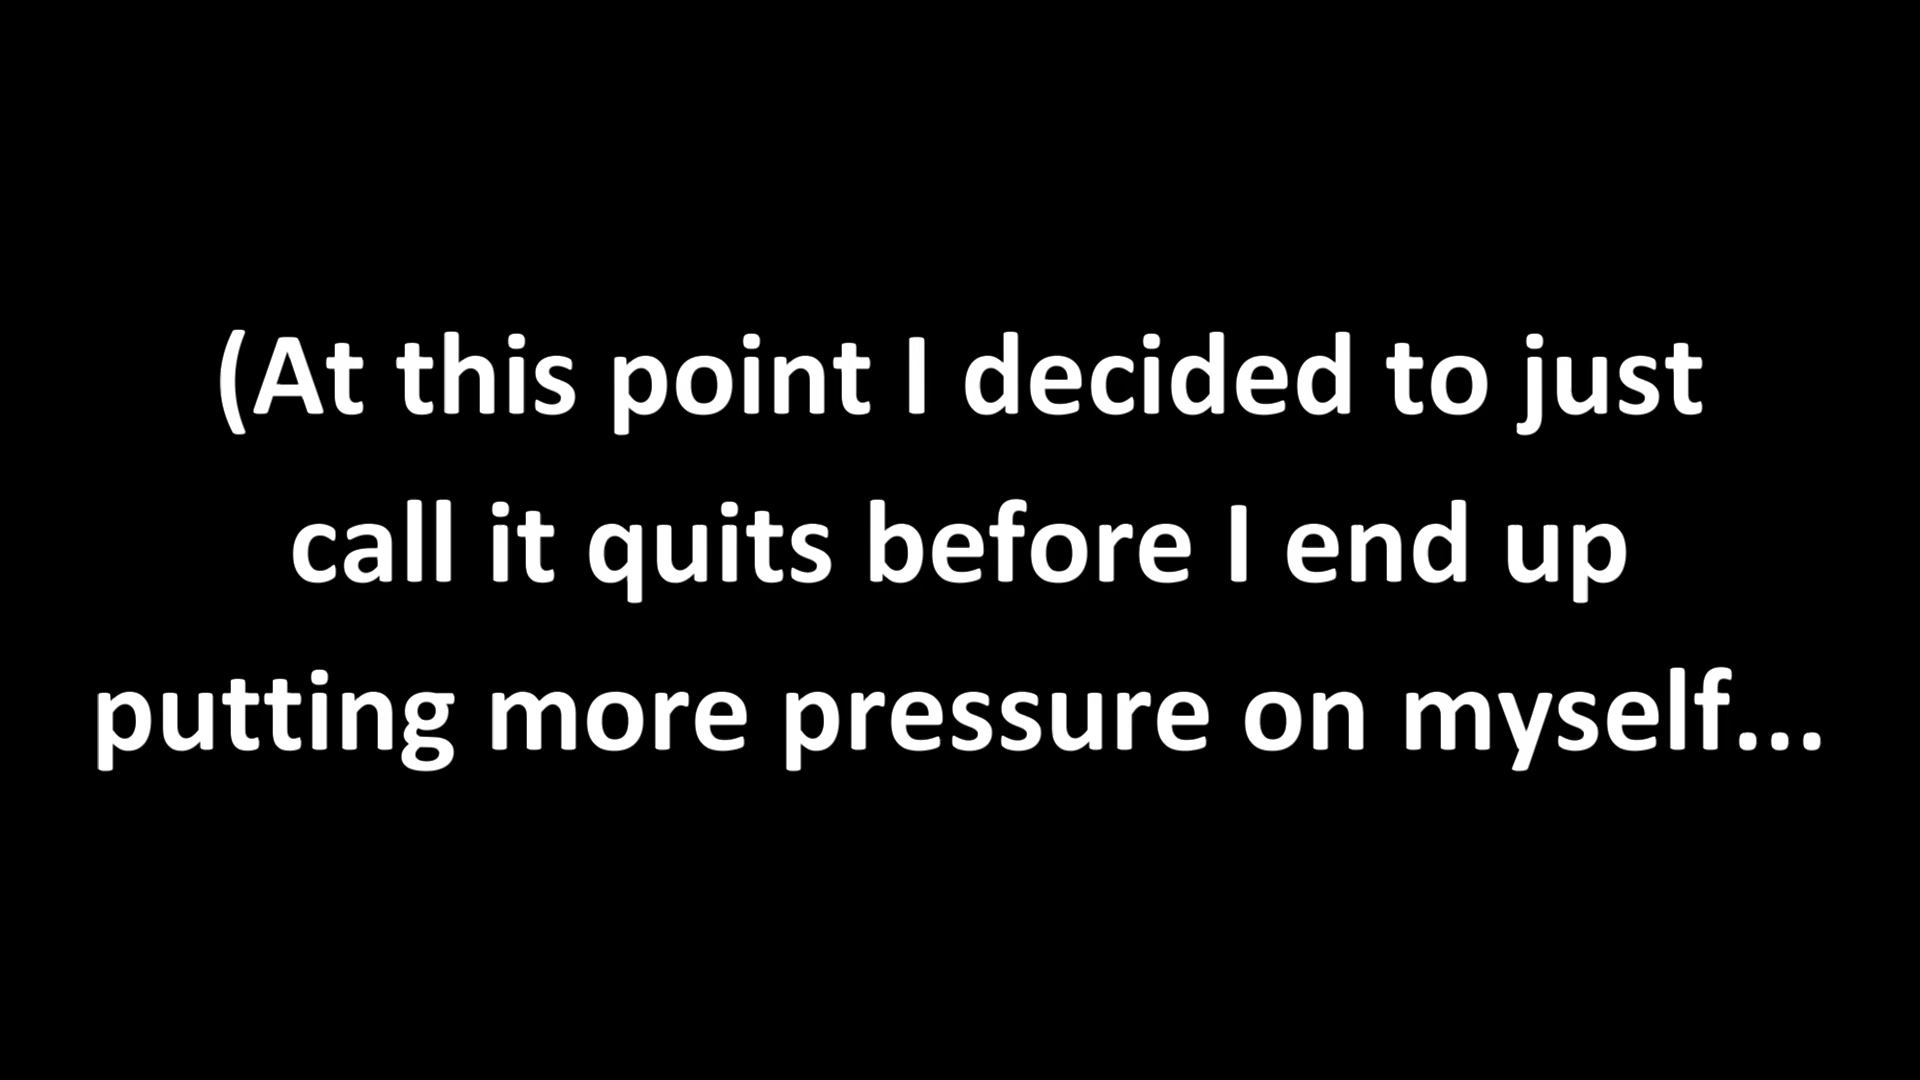 (At this point I decided to just
call it quits before I end up
putting more pressure on myself...